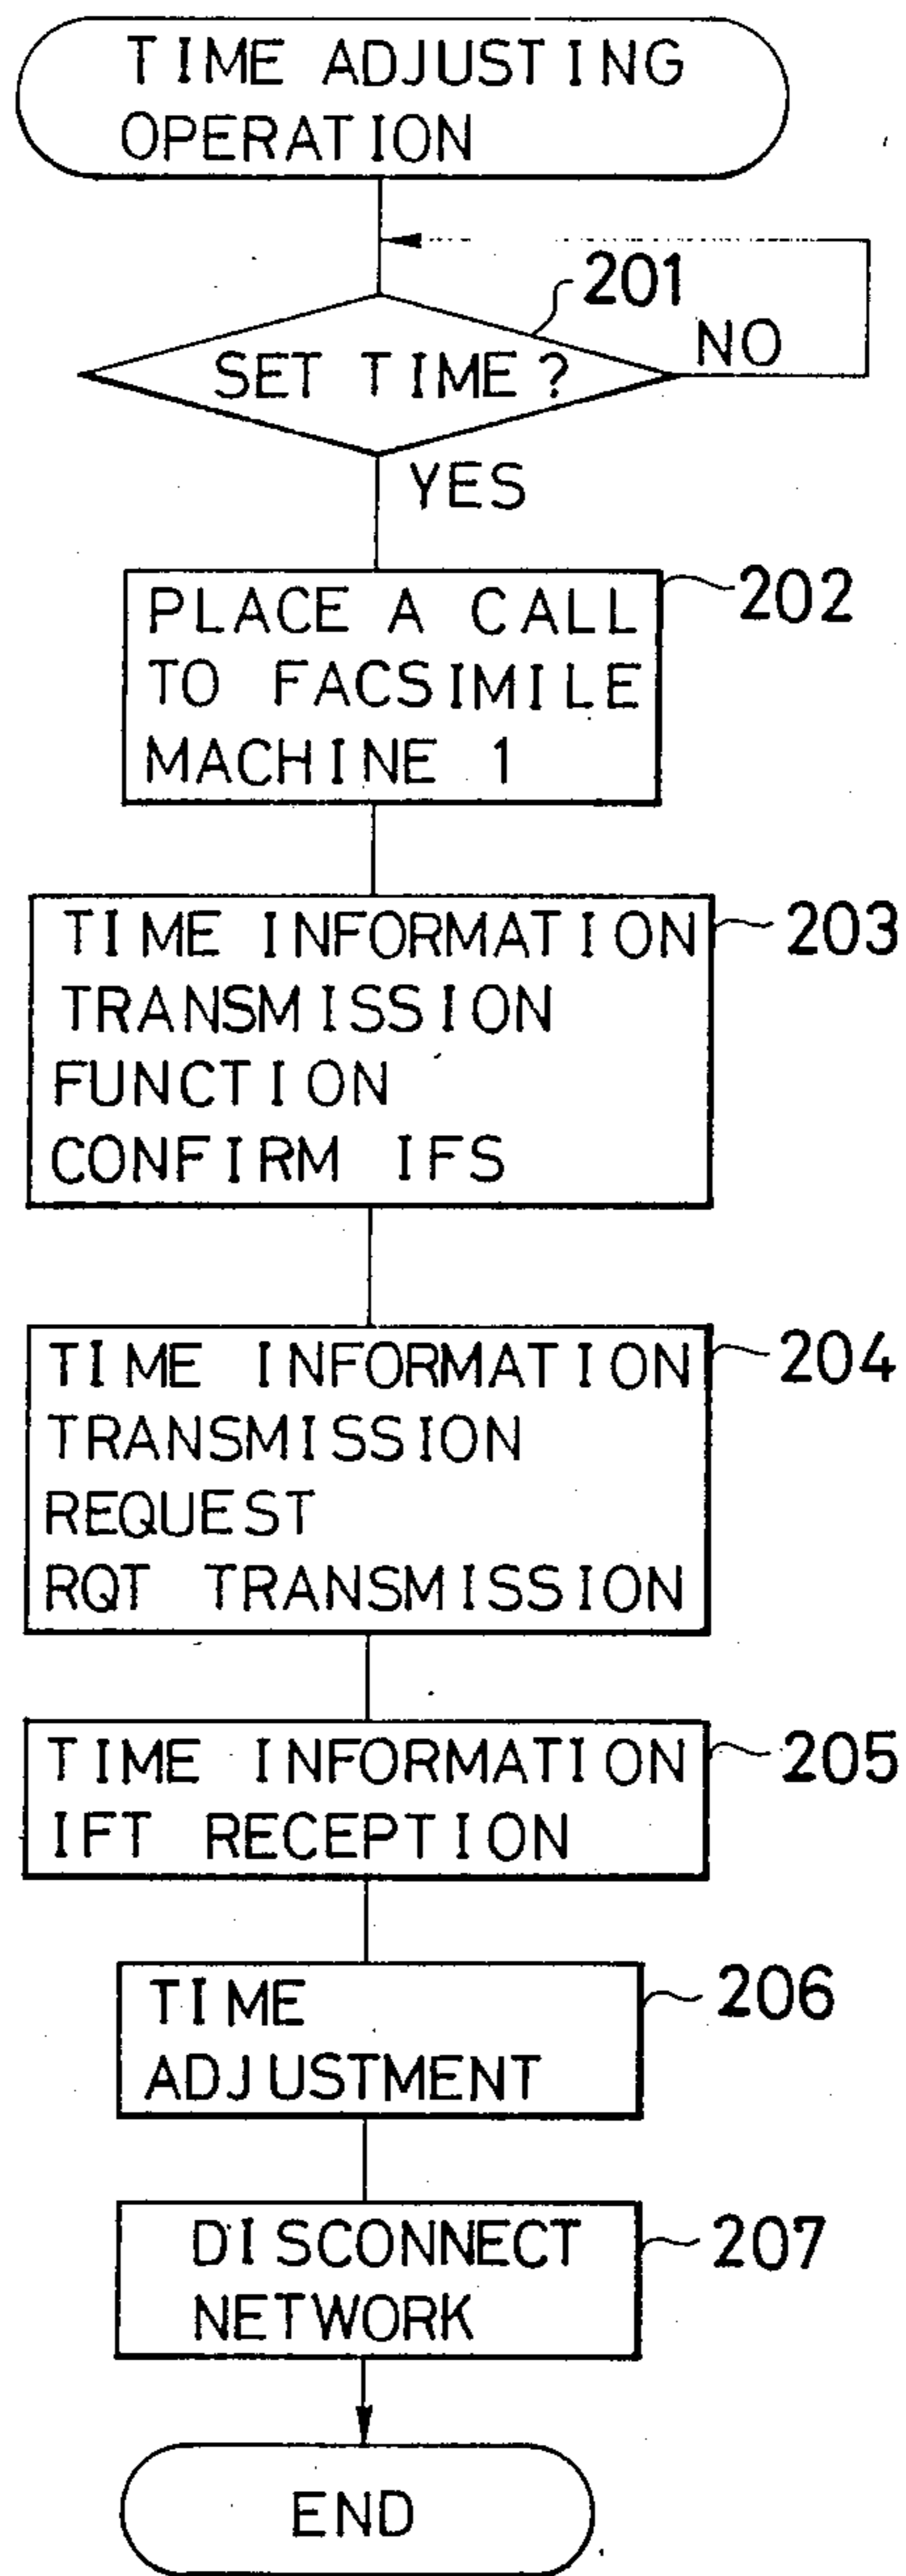 TIME ADJUSTING
OPERATION
201
SET TIME?
NO
YES
202
PLACE A CALL
TO FACSIMILE
MACHINE 1
203
TIME INFORMATION
TRANSMISSION
FUNCTION
CONFIRM IFS
204
TIME INFORMATION
TRANSMISSION
REQUEST
RQT TRANSMISSION
205
TIME INFORMATION
IFT RECEPTION
206
TIME
ADJUSTMENT
207
DISCONNECT
NETWORK
END